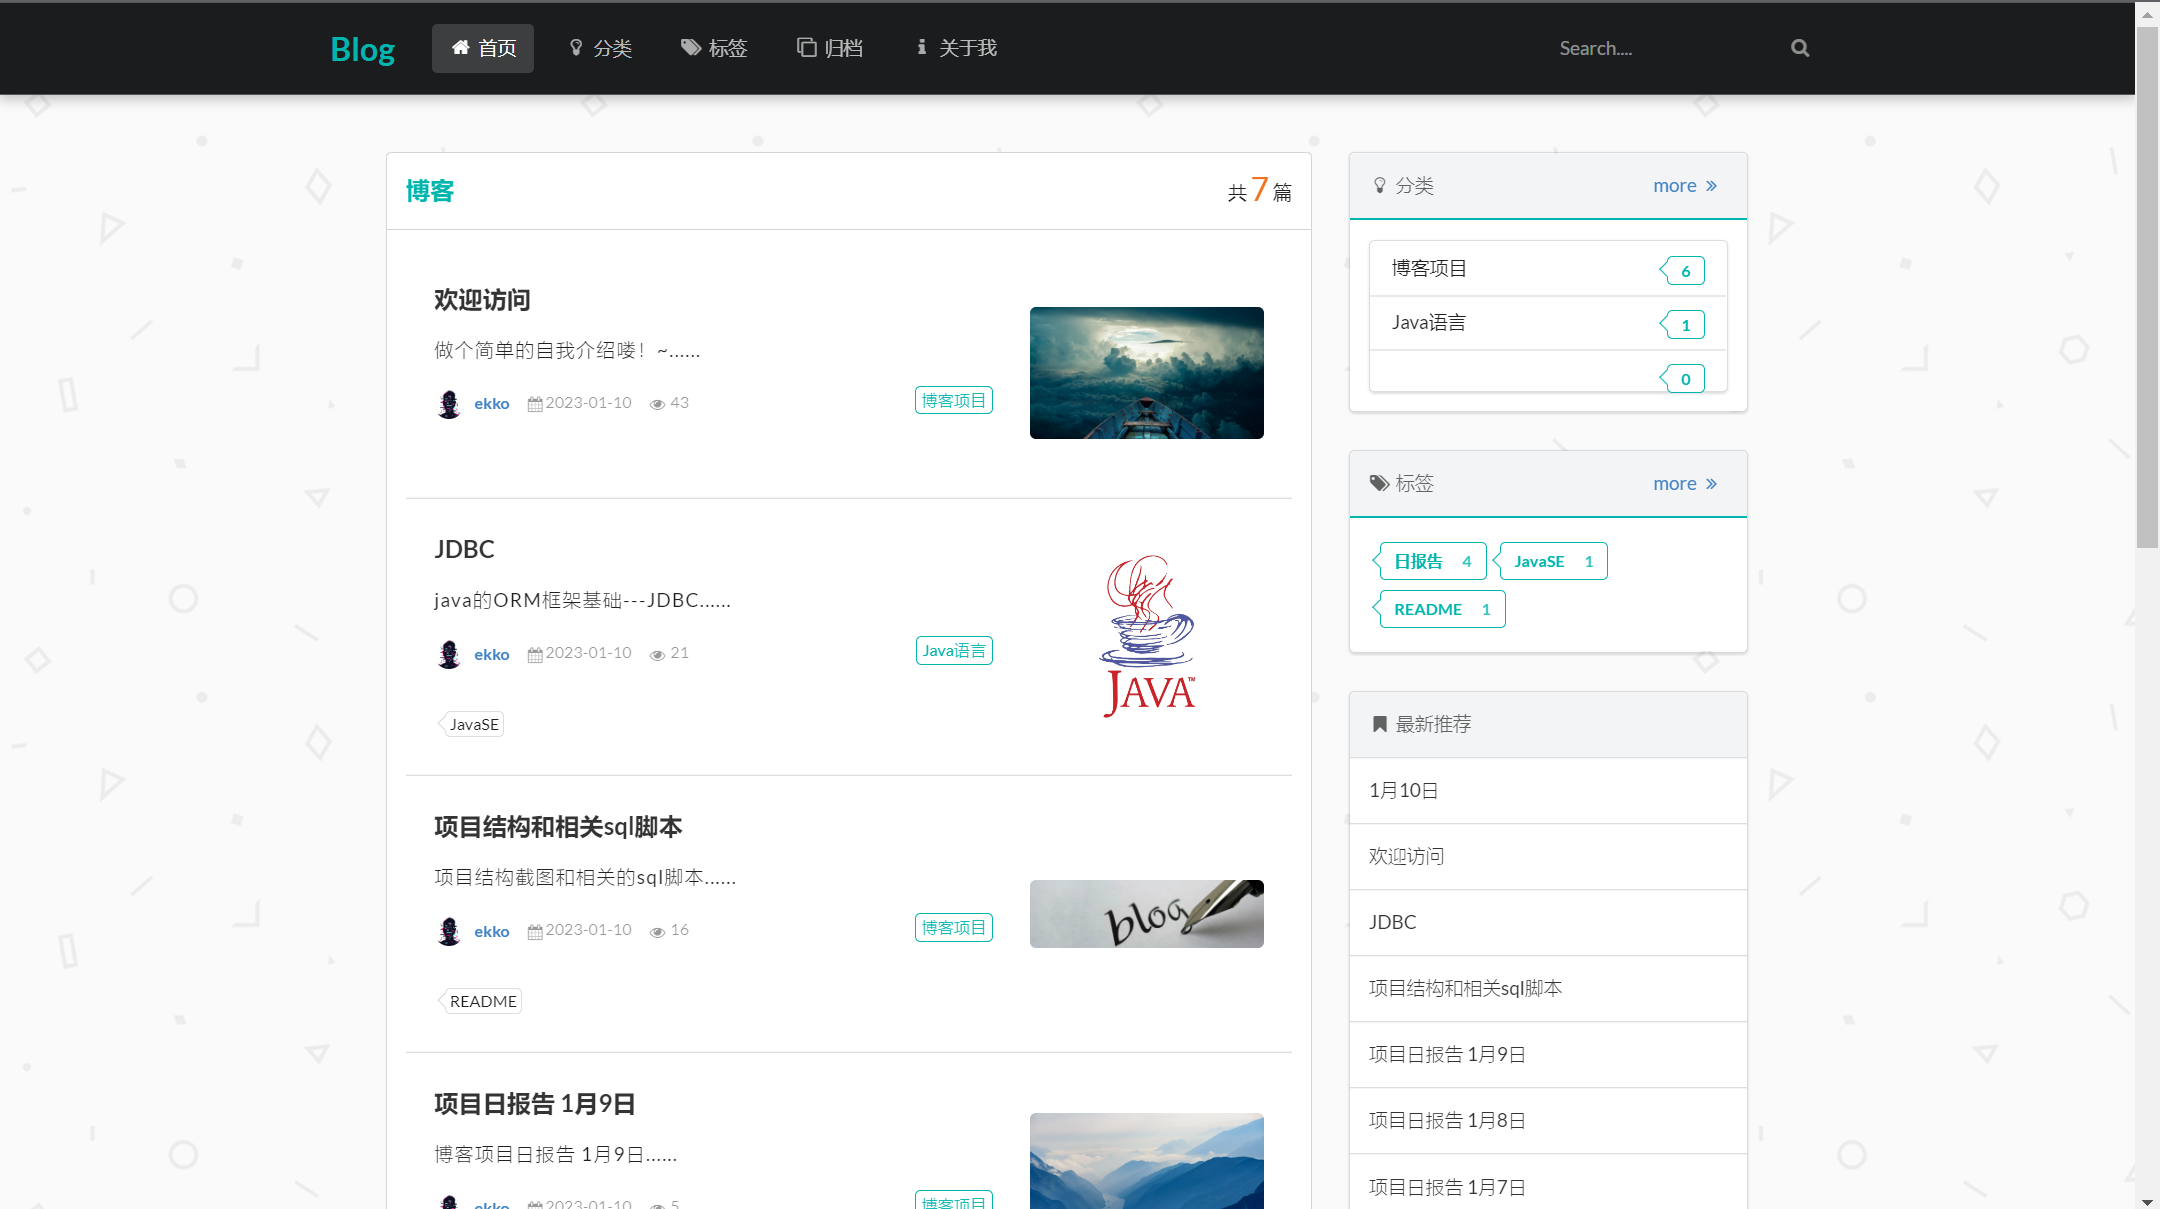 Blog 首页 分类 标签 归档 关于我 Search....
博客 共 7 篇
欢迎访问
做个简单的自我介绍喽！~......
ekko 2023-01-10 43 博客项目
JDBC
java的ORM框架基础---JDBC......
ekko 2023-01-10 21 Java语言
JAVA™
JavaSE
项目结构和相关sql脚本
项目结构截图和相关的sql脚本......
ekko 2023-01-10 16 博客项目
blog
README
项目日报告 1月9日
博客项目日报告 1月9日......
ekko 2023-01-10 5 博客项目
分类 more
博客项目 6
Java语言 1
0
标签 more
日报告 4 JavaSE 1
README 1
最新推荐
1月10日
欢迎访问
JDBC
项目结构和相关sql脚本
项目日报告 1月9日
项目日报告 1月8日
项目日报告 1月7日